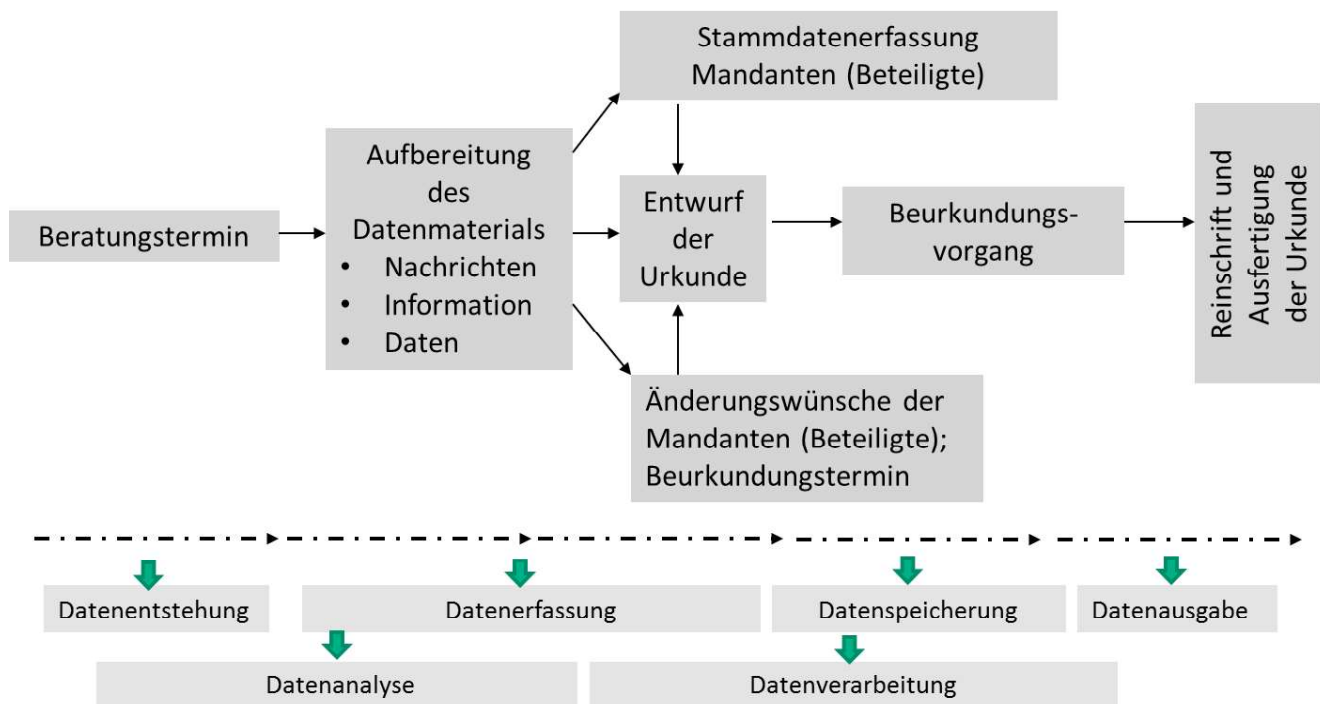 Stammdatenerfassung
Mandanten (Beteiligte)
Aufbereitung
des
Datenmaterials
• Nachrichten
• Information
• Daten
Beratungstermin
Entwurf
der
Urkunde
Beurkundungs-
vorgang
Reinschrift und
Ausfertigung
der Urkunde
Änderungswünsche der
Mandanten (Beteiligte);
Beurkundungstermin
Datenentstehung
Datenerfassung
Datenspeicherung
Datenausgabe
Datenanalyse
Datenverarbeitung